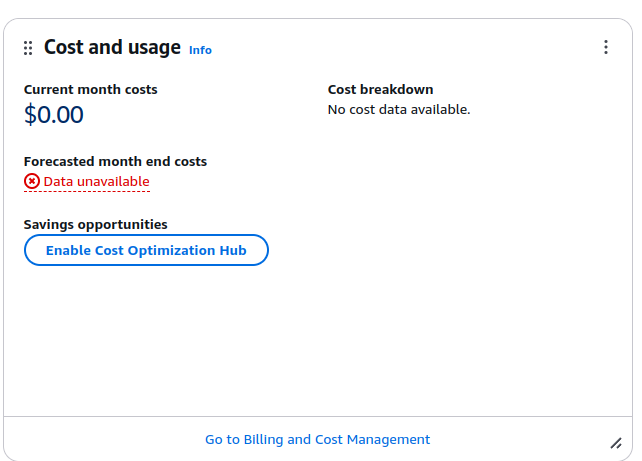 Cost and usage Info
Current month costs
$0.00
Cost breakdown
No cost data available.
Forecasted month end costs
Data unavailable
Savings opportunities
Enable Cost Optimization Hub
Go to Billing and Cost Management